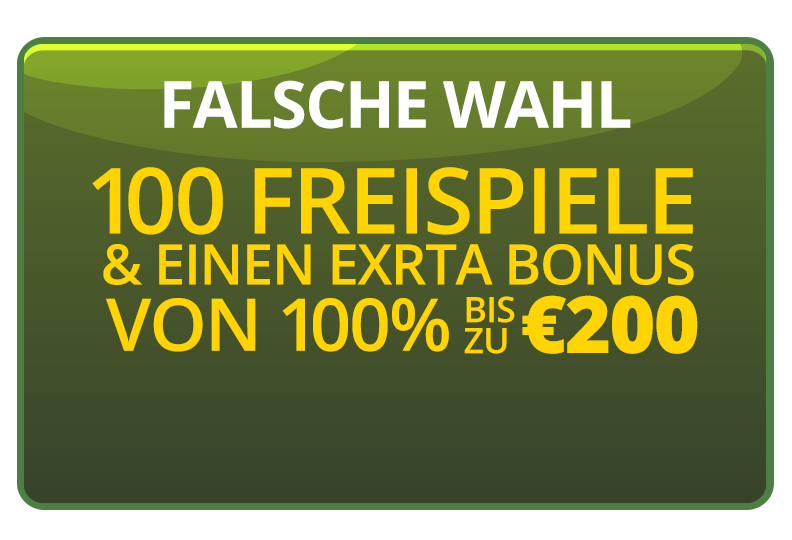 FALSCHE WAHL
100 FREISPIELE
& EINEN EXRTA BONUS
VON 100% BIS ZU €200